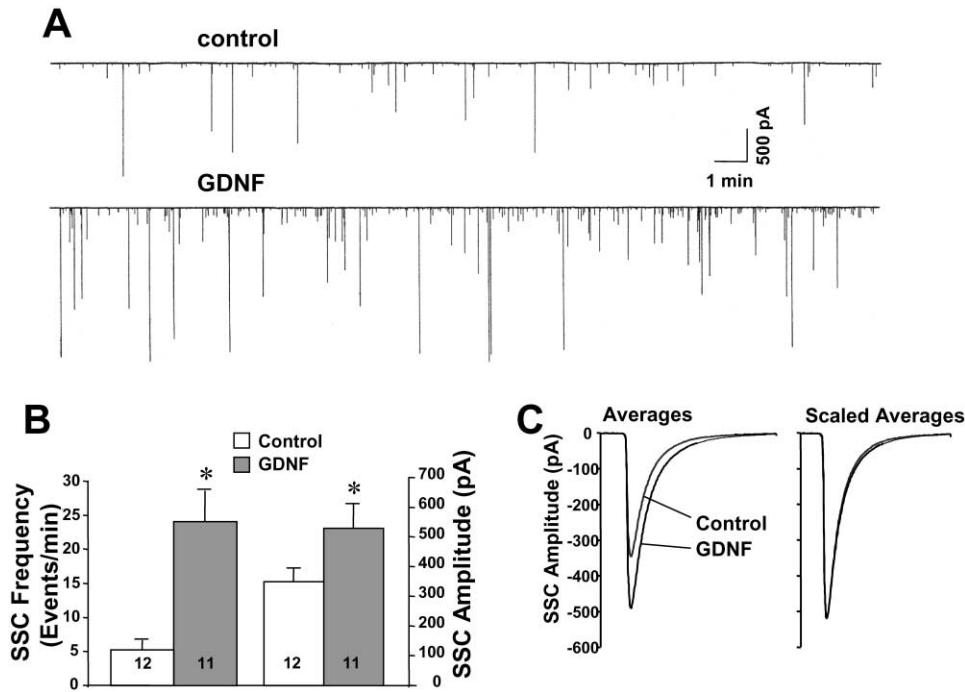 A
control
500 pA
1 min
GDNF
B
Control
GDNF
SSC Frequency
(Events/min)
30
25
20
15
10
5
0
*
*
12
11
12
11
700
600
500
400
300
200
100
0
SSC Amplitude (pA)
C
Averages
Scaled Averages
SSC Amplitude (pA)
0
-100
-200
-300
-400
-500
-600
Control
GDNF